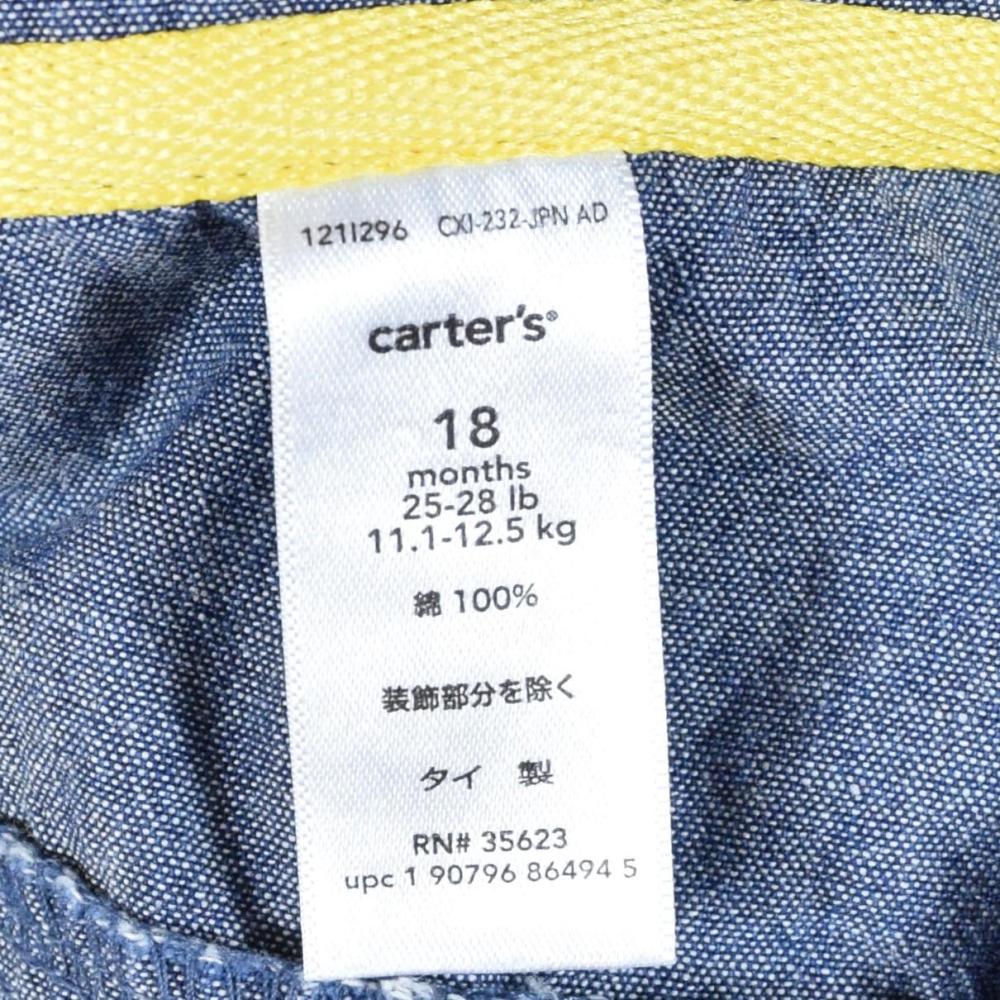 121I296 CXI-232-JPN AD
carter's®
18
months
25-28 lb
11.1-12.5 kg
綿 100%
装飾部分を除く
タイ 製
RN# 35623
upc 1 90796 86494 5